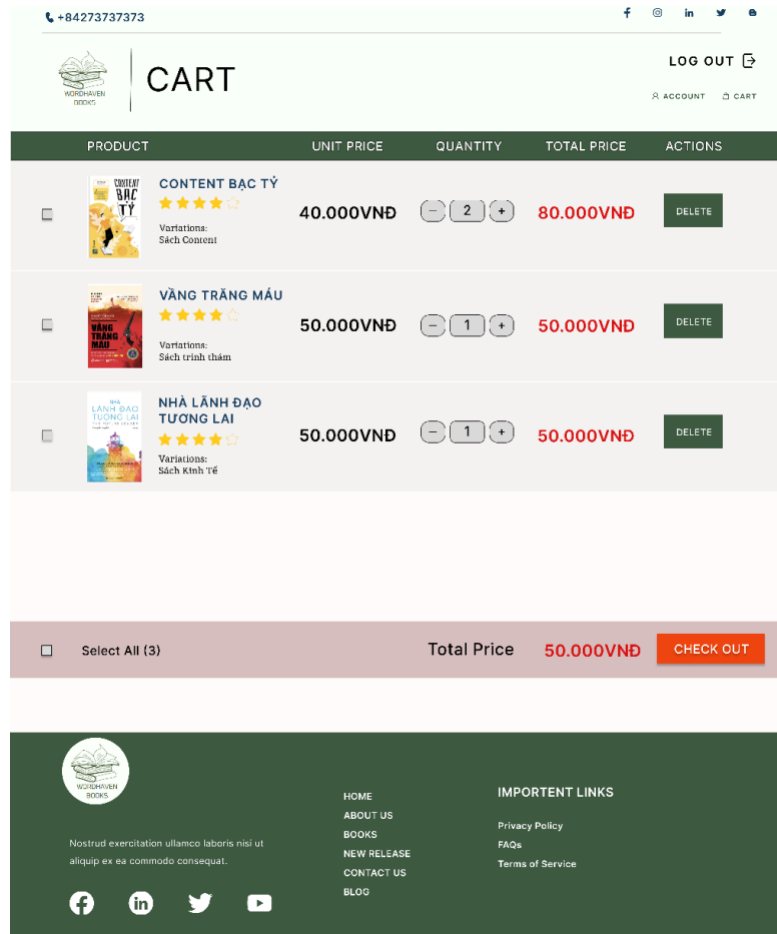 +84273737373
LOG OUT
WORDHAVEN
BOOKS
CART
ACCOUNT
CART
PRODUCT
UNIT PRICE
QUANTITY
TOTAL PRICE
ACTIONS
CONTENT
BẠC
TỶ
CONTENT BẠC TỶ
Variations:
Sách Content
40.000VNĐ
− 2 +
80.000VNĐ
DELETE
VẦNG
TRĂNG
MÁU
VẦNG TRĂNG MÁU
Variations:
Sách trinh thám
50.000VNĐ
− 1 +
50.000VNĐ
DELETE
NHÀ
LÃNH ĐẠO
TƯƠNG LAI
NHÀ LÃNH ĐẠO
TƯƠNG LAI
Variations:
Sách Kinh Tế
50.000VNĐ
− 1 +
50.000VNĐ
DELETE
Select All (3)
Total Price
50.000VNĐ
CHECK OUT
WORDHAVEN
BOOKS
Nostrud exercitation ullamco laboris nisi ut
aliquip ex ea commodo consequat.
HOME
ABOUT US
BOOKS
NEW RELEASE
CONTACT US
BLOG
IMPORTENT LINKS
Privacy Policy
FAQs
Terms of Service